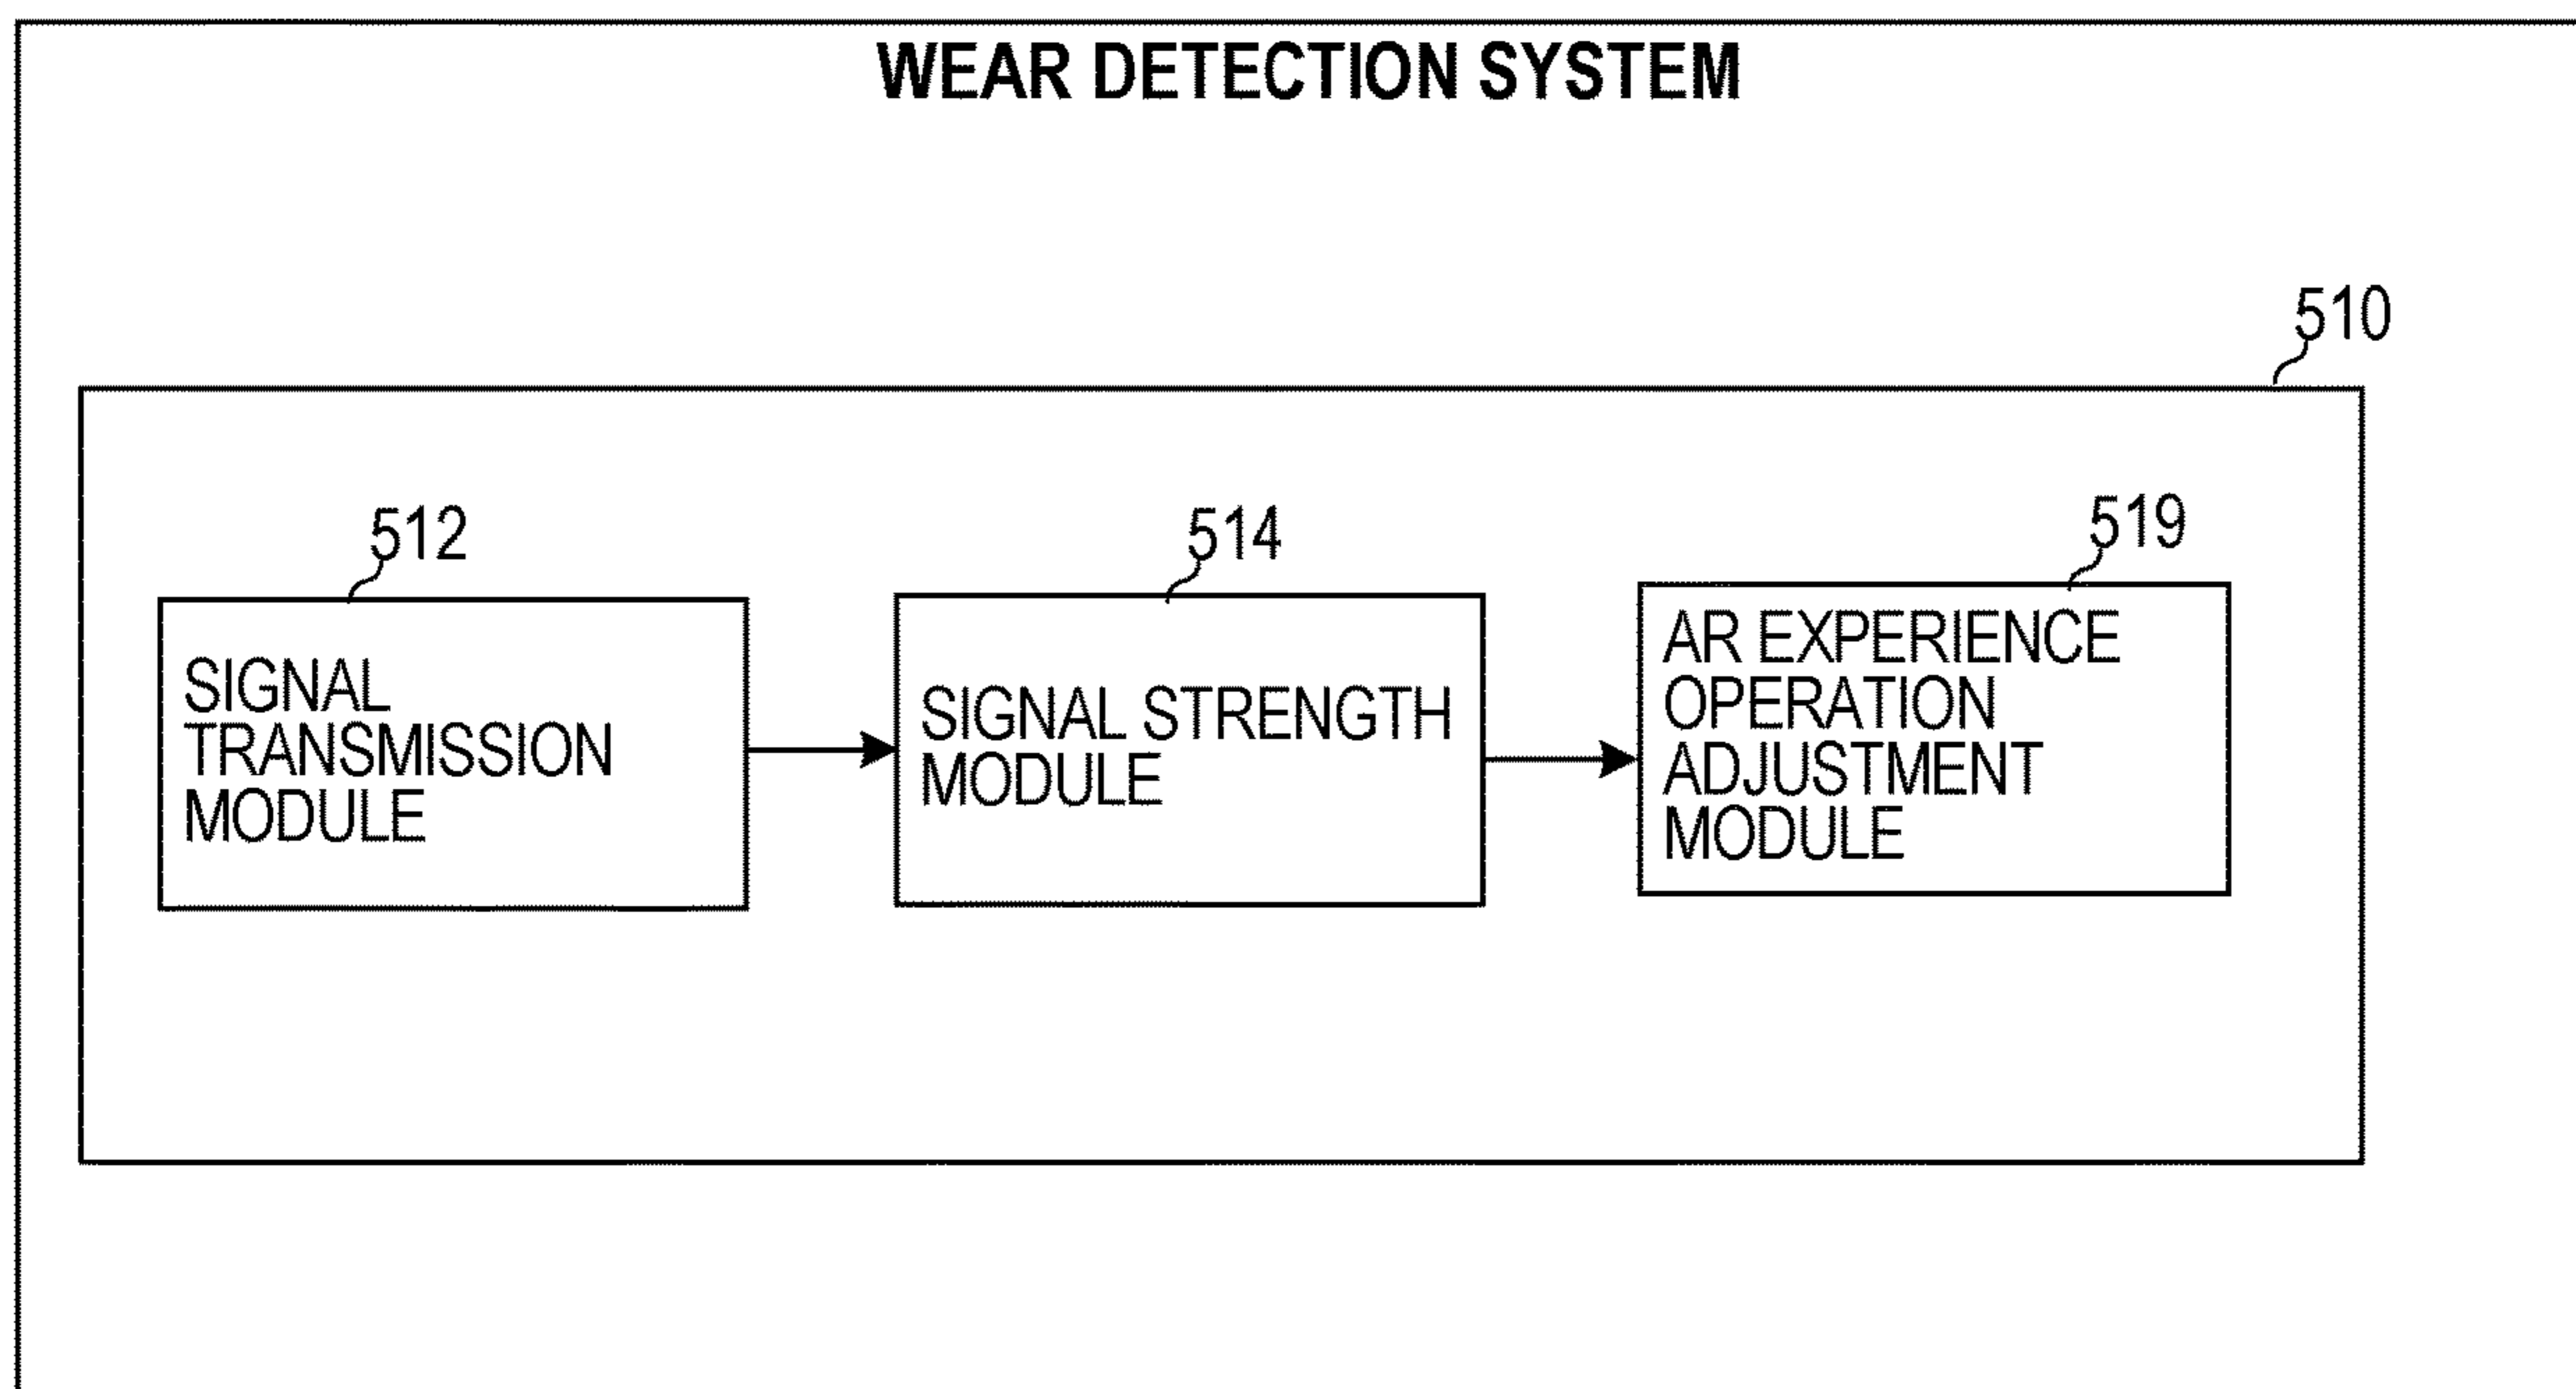 WEAR DETECTION SYSTEM
510
512
SIGNAL
TRANSMISSION
MODULE
514
SIGNAL STRENGTH
MODULE
519
AR EXPERIENCE
OPERATION
ADJUSTMENT
MODULE